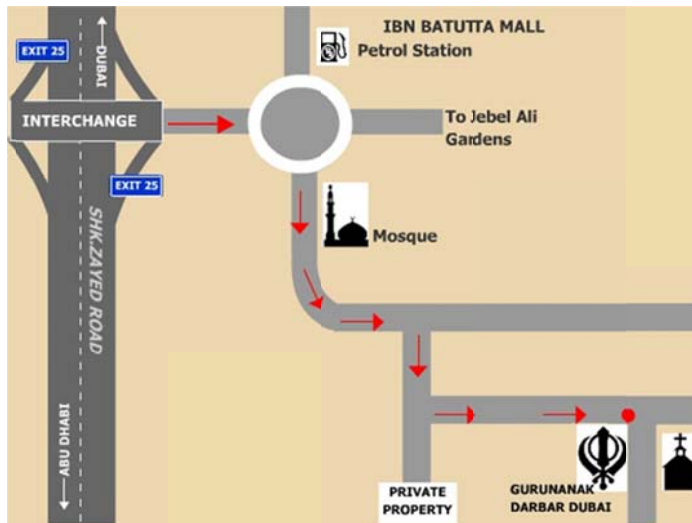 EXIT 25
DUBAI
IBN BATUTTA MALL
Petrol Station
INTERCHANGE
To Jebel Ali
Gardens
EXIT 25
SHK.ZAYED ROAD
Mosque
ABU DHABI
PRIVATE
PROPERTY
GURUNANAK
DARBAR DUBAI